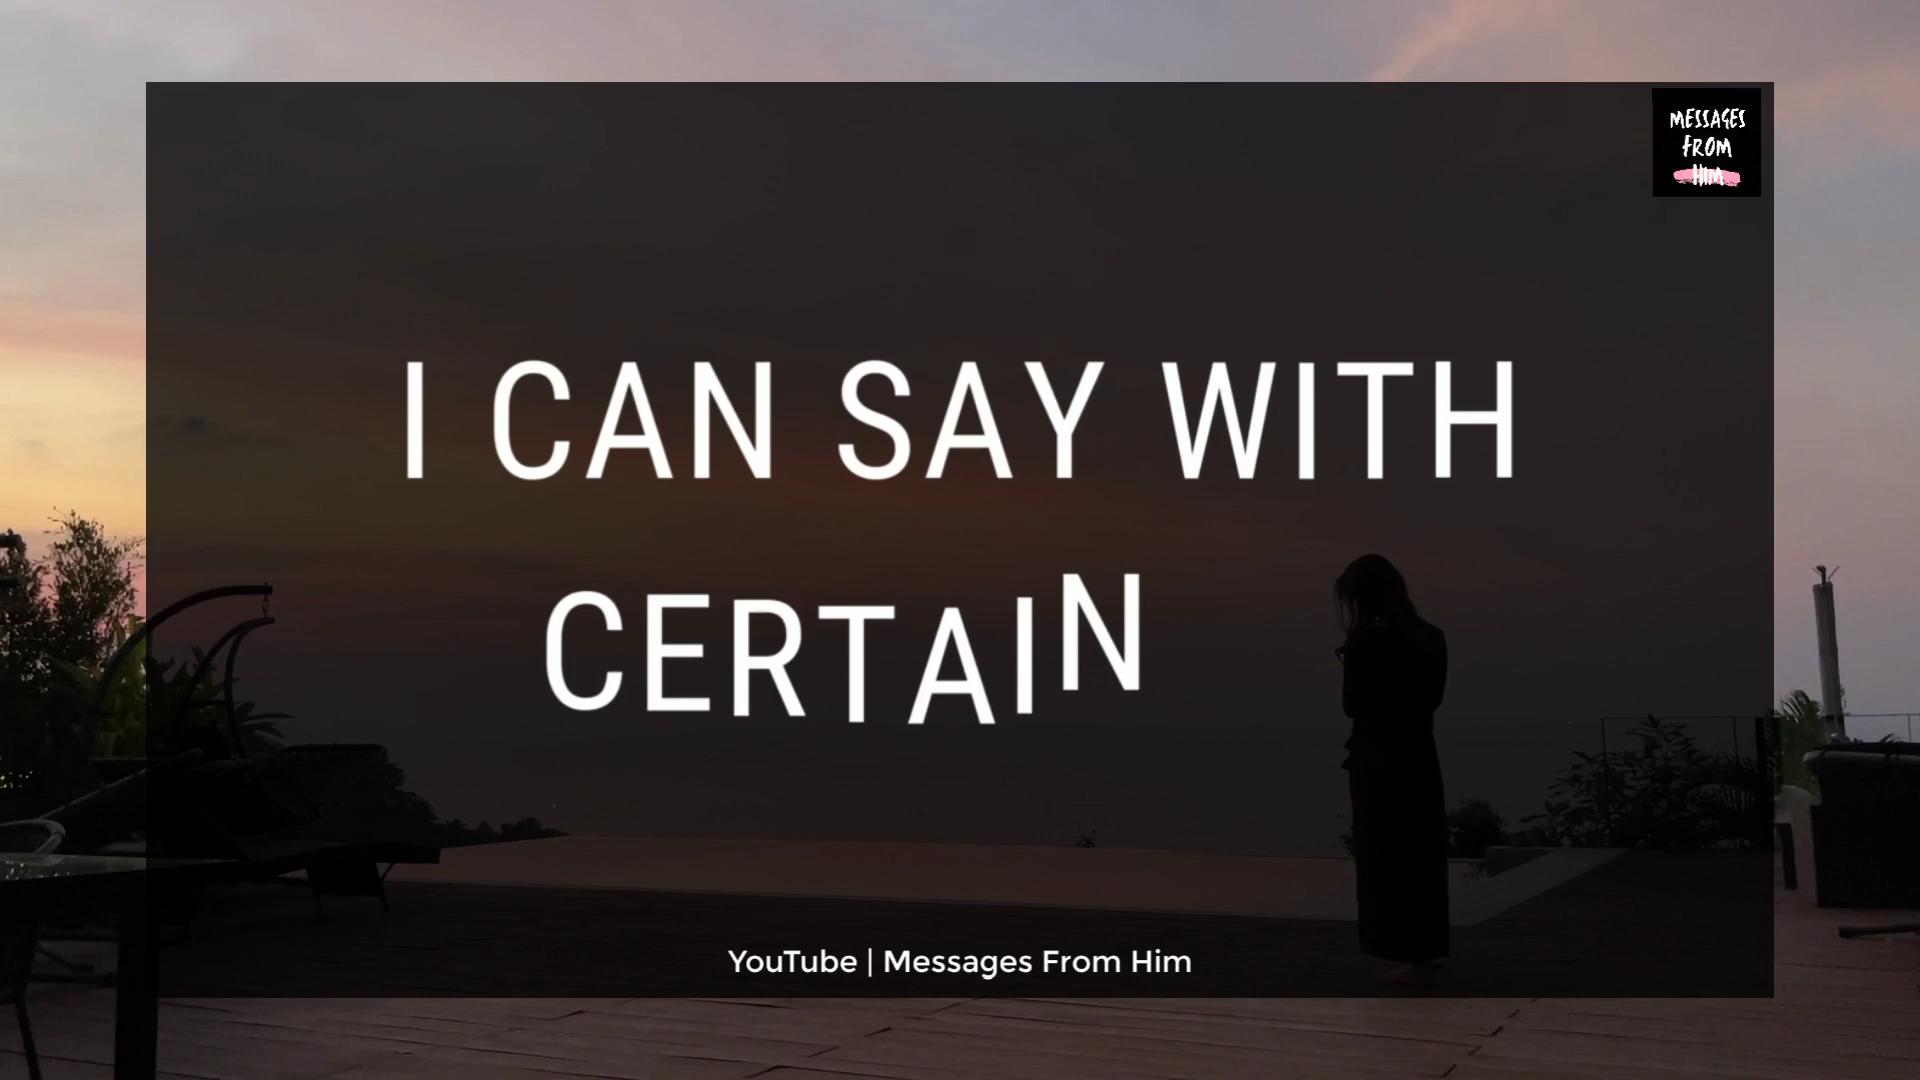 MESSAGES
FROM
HIM
I CAN SAY WITH
CERTAIN
YouTube | Messages From Him